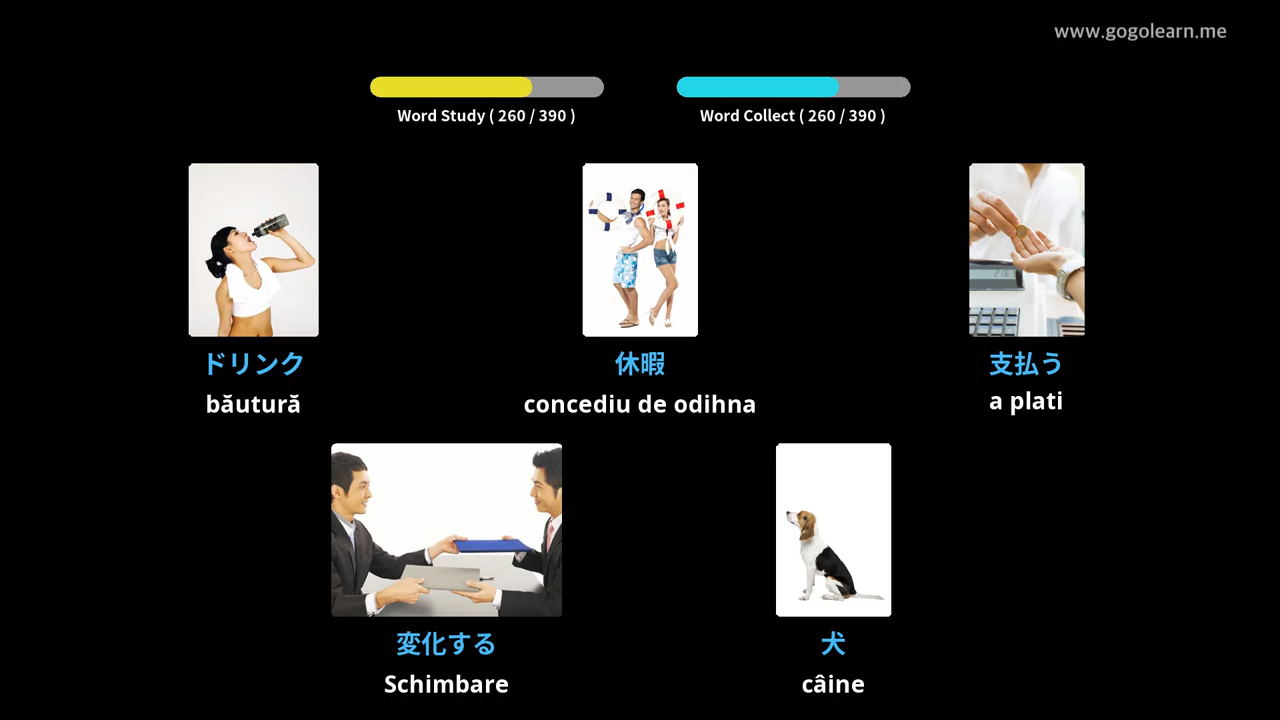 www.gogolearn.me
Word Study ( 260 / 390 )
Word Collect ( 260 / 390 )
ドリンク
休暇
支払う
băutură
concediu de odihna
a plati
変化する
犬
Schimbare
câine